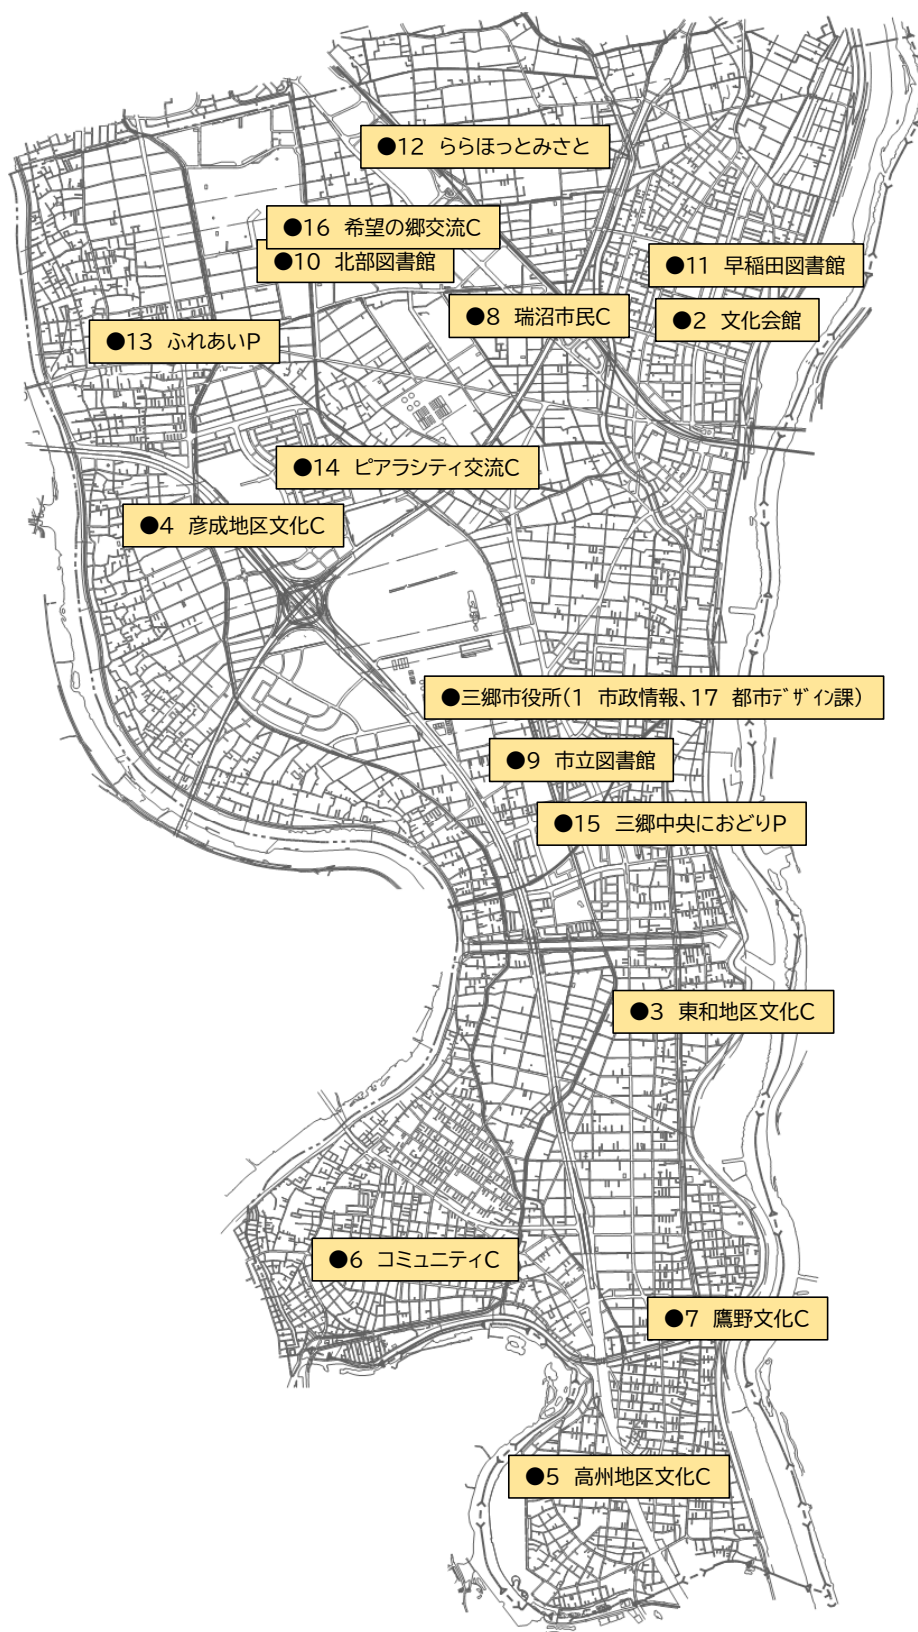 ●12 ららほっとみさと
●16 希望の郷交流C
●10 北部図書館
●11 早稲田図書館
●8 瑞沼市民C
●2 文化会館
●13 ふれあいP
●14 ピアラシティ交流C
●4 彦成地区文化C
●三郷市役所(1 市政情報、17 都市ﾃﾞｻﾞｲﾝ課)
●9 市立図書館
●15 三郷中央におどりP
●3 東和地区文化C
●6 コミュニティC
●7 鷹野文化C
●5 高州地区文化C